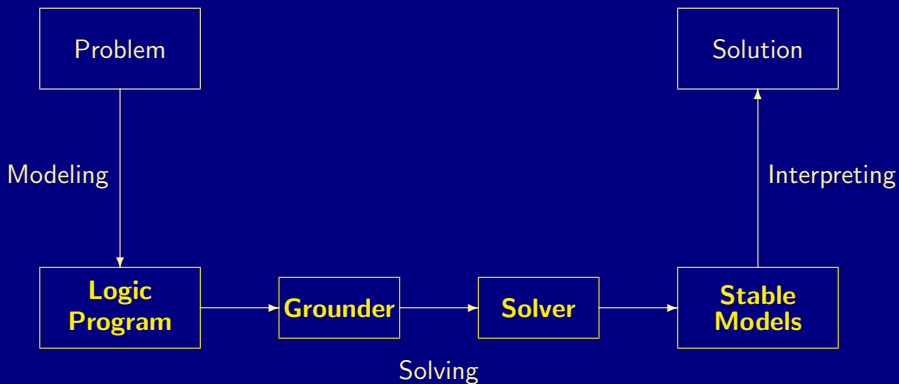 Problem
Solution
Modeling
Interpreting
Logic
Program
Grounder
Solver
Stable
Models
Solving